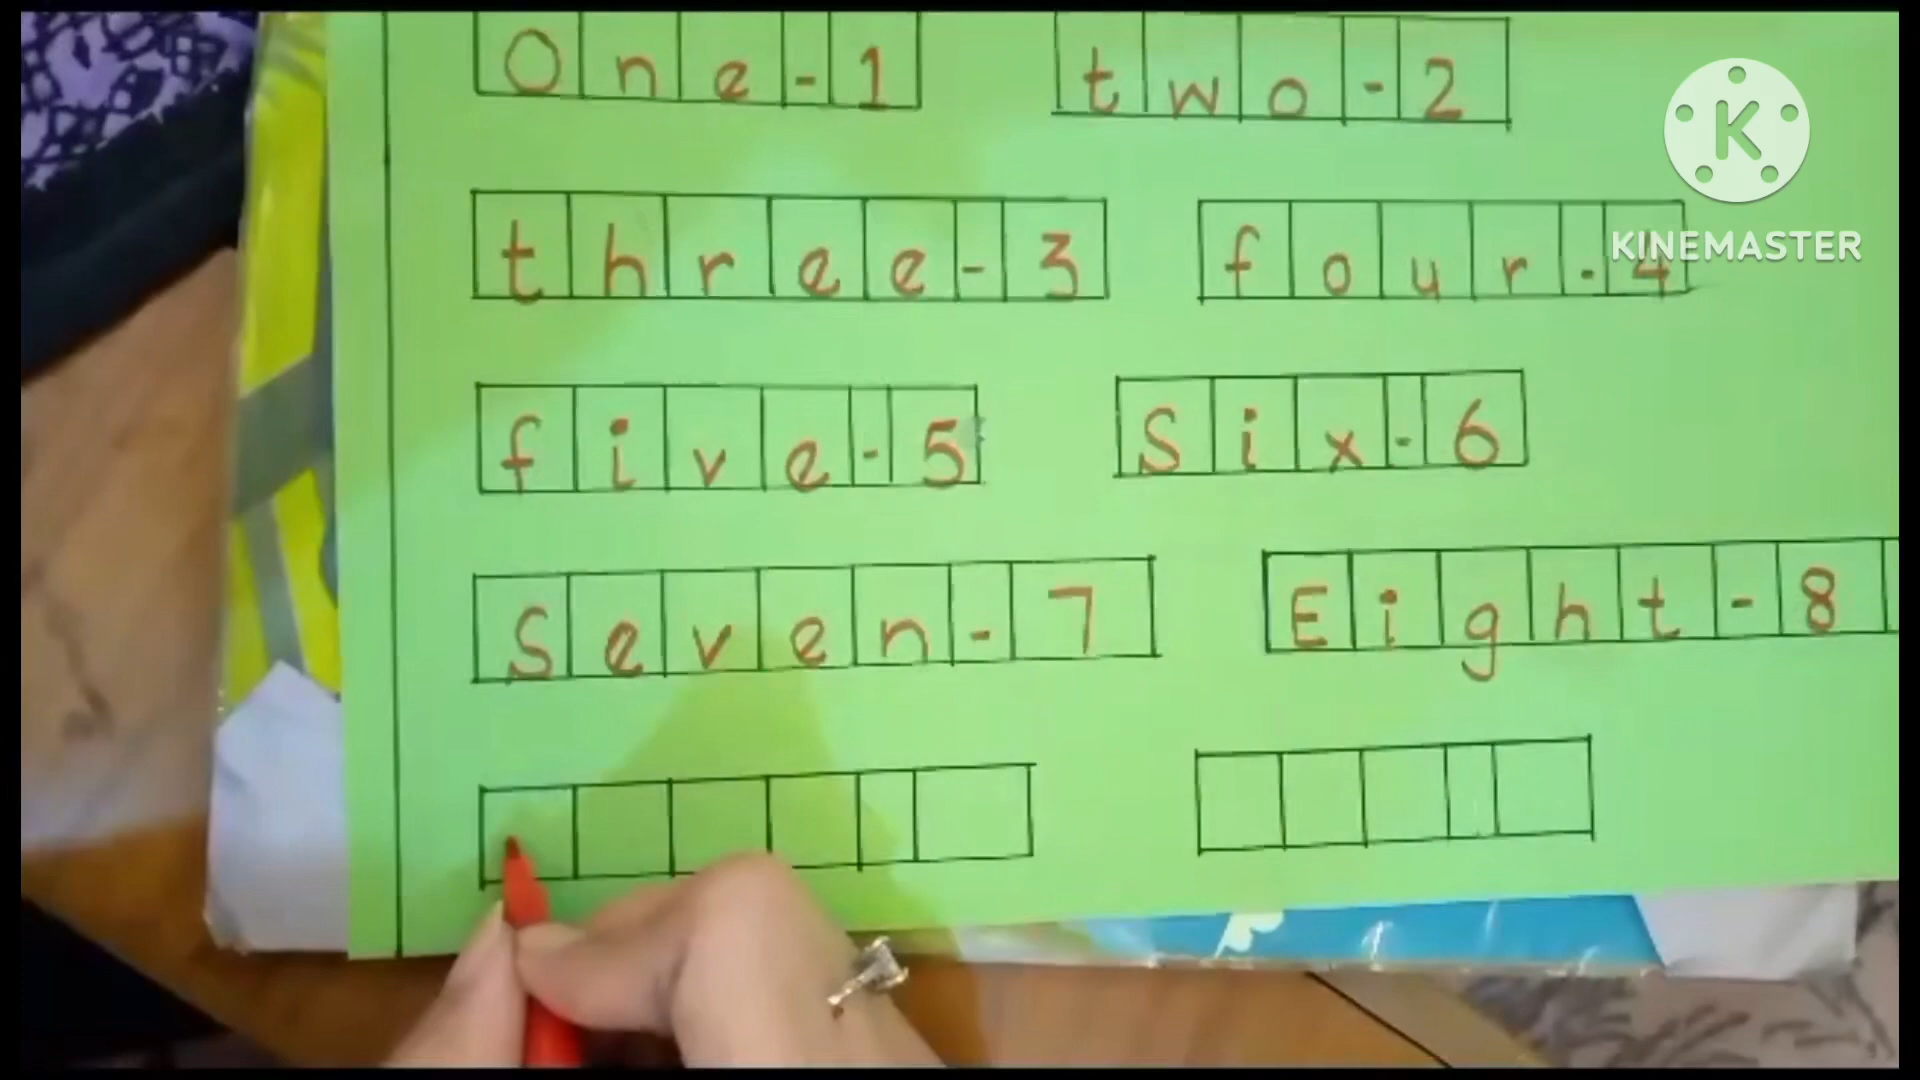 One-1 two-2
three-3 four-4
K
KINEMASTER
five-5 Six-6
Seven-7 Eight-8